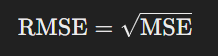 RMSE = √MSE